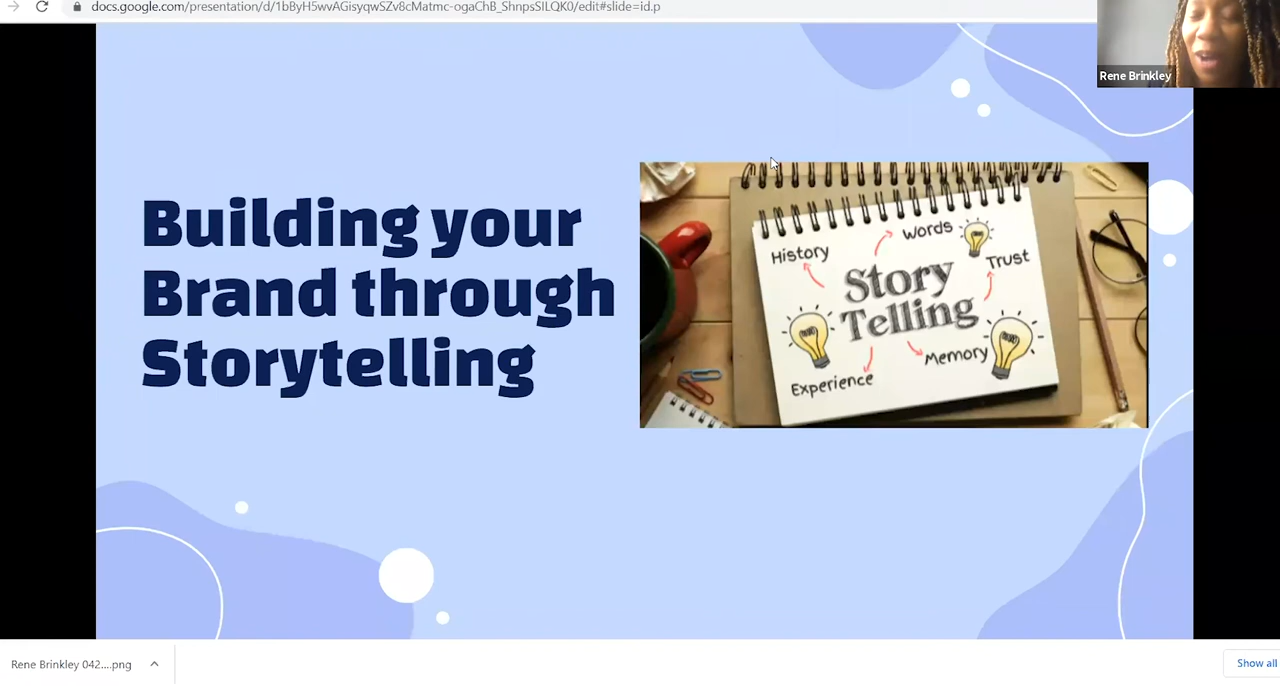 docs.google.com/presentation/d/1bByH5wvAGisyqwSZv8cMatmc-ogaChB_ShnpsSILQK0/edit#slide=id.p
Rene Brinkley
Building your
Brand through
Storytelling
History
Words
Trust
Story
Telling
Memory
Experience
Rene Brinkley 042....png
Show all